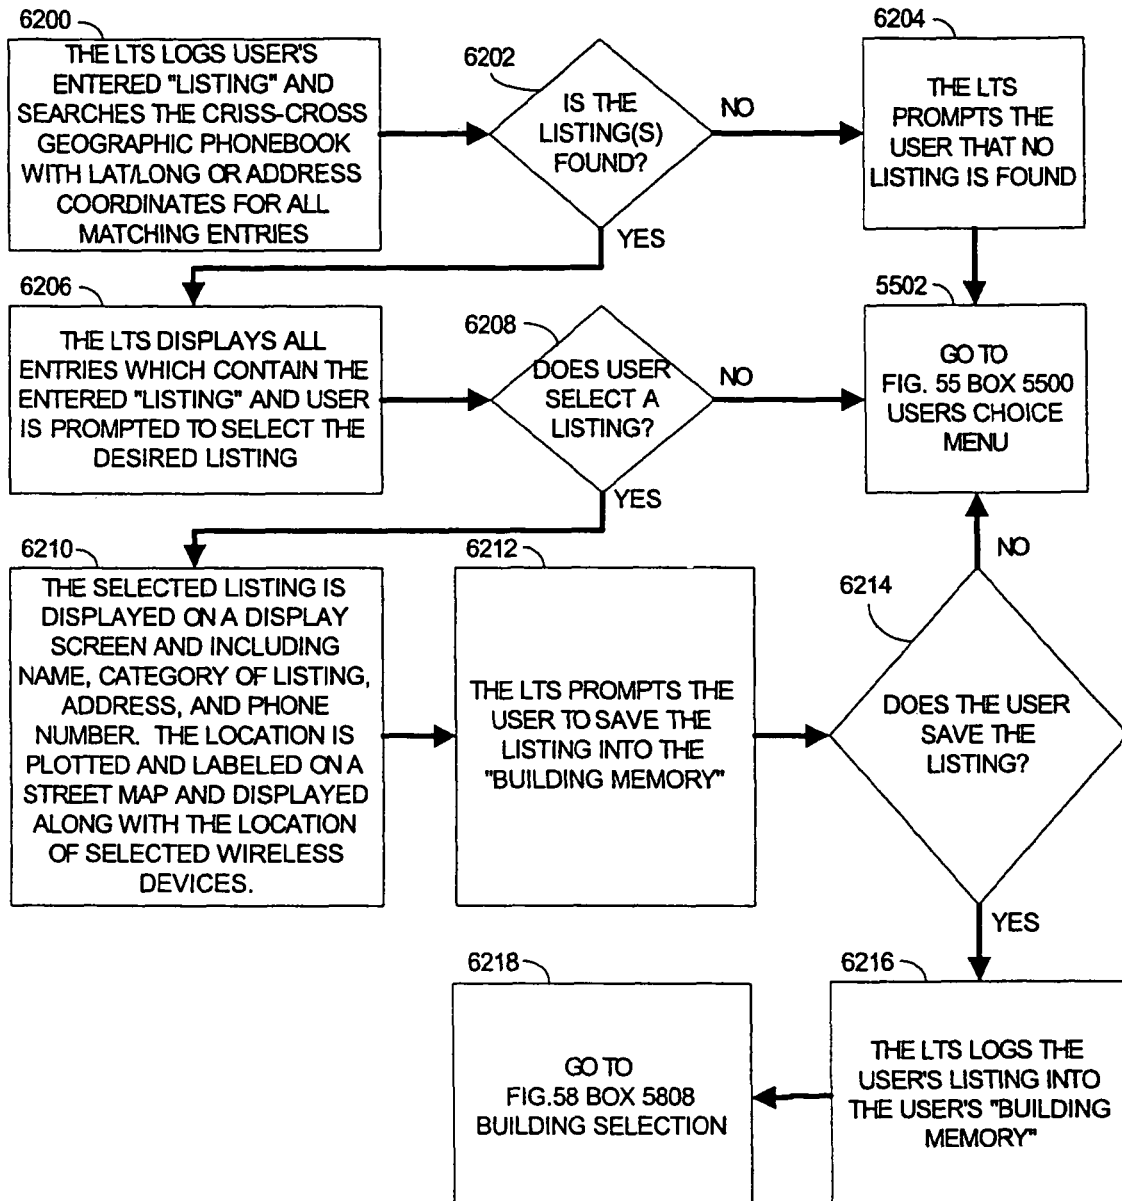 6200
THE LTS LOGS USER'S
ENTERED "LISTING" AND
SEARCHES THE CRISS-CROSS
GEOGRAPHIC PHONEBOOK
WITH LAT/LONG OR ADDRESS
COORDINATES FOR ALL
MATCHING ENTRIES
6202
IS THE
LISTING(S)
FOUND?
NO
YES
6204
THE LTS
PROMPTS THE
USER THAT NO
LISTING IS FOUND
6206
THE LTS DISPLAYS ALL
ENTRIES WHICH CONTAIN THE
ENTERED "LISTING" AND USER
IS PROMPTED TO SELECT THE
DESIRED LISTING
6208
DOES USER
SELECT A
LISTING?
NO
YES
5502
GO TO
FIG. 55 BOX 5500
USERS CHOICE
MENU
6210
THE SELECTED LISTING IS
DISPLAYED ON A DISPLAY
SCREEN AND INCLUDING
NAME, CATEGORY OF LISTING,
ADDRESS, AND PHONE
NUMBER. THE LOCATION IS
PLOTTED AND LABELED ON A
STREET MAP AND DISPLAYED
ALONG WITH THE LOCATION
OF SELECTED WIRELESS
DEVICES.
6212
THE LTS PROMPTS THE
USER TO SAVE THE
LISTING INTO THE
"BUILDING MEMORY"
NO
6214
DOES THE USER
SAVE THE
LISTING?
YES
6218
GO TO
FIG.58 BOX 5808
BUILDING SELECTION
6216
THE LTS LOGS THE
USER'S LISTING INTO
THE USER'S "BUILDING
MEMORY"